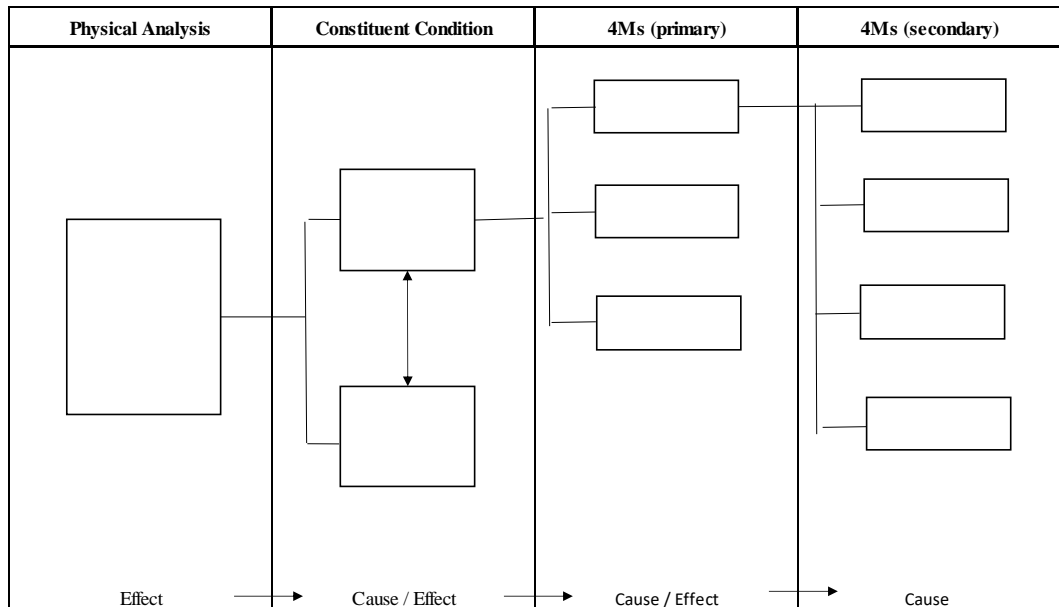 Physical Analysis
Constituent Condition
4Ms (primary)
4Ms (secondary)
Effect
Cause / Effect
Cause / Effect
Cause